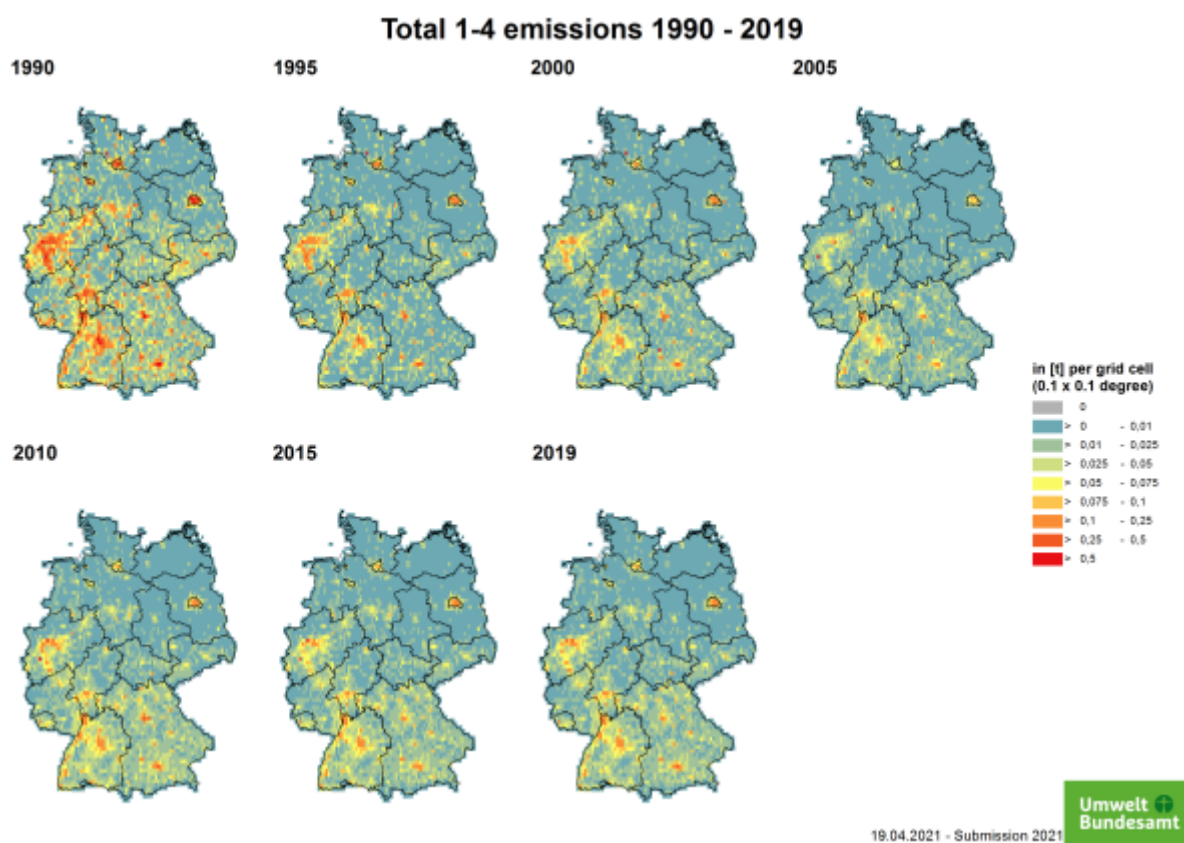 Total 1-4 emissions 1990 - 2019
1990
1995
2000
2005
in [t] per grid cell
(0.1 x 0.1 degree)
0
> 0 - 0,01
> 0,01 - 0,025
> 0,025 - 0,05
> 0,05 - 0,075
> 0,075 - 0,1
> 0,1 - 0,25
> 0,25 - 0,5
> 0,5
2010
2015
2019
Umwelt
Bundesamt
19.04.2021 - Submission 2021